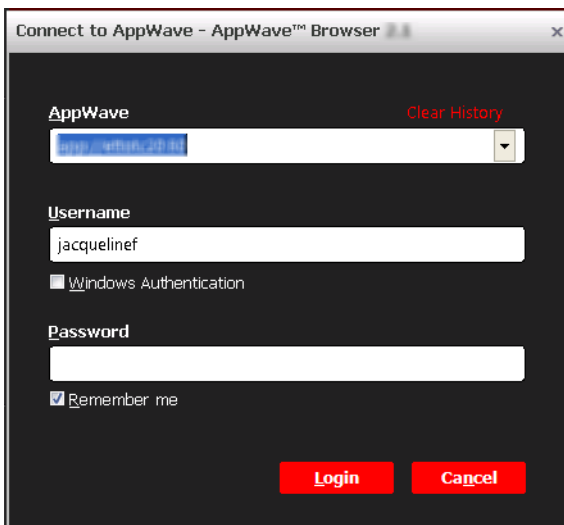 Connect to AppWave - AppWave™ Browser
AppWave
Clear History
Username
jacquelinef
Windows Authentication
Password
Remember me
Login
Cancel